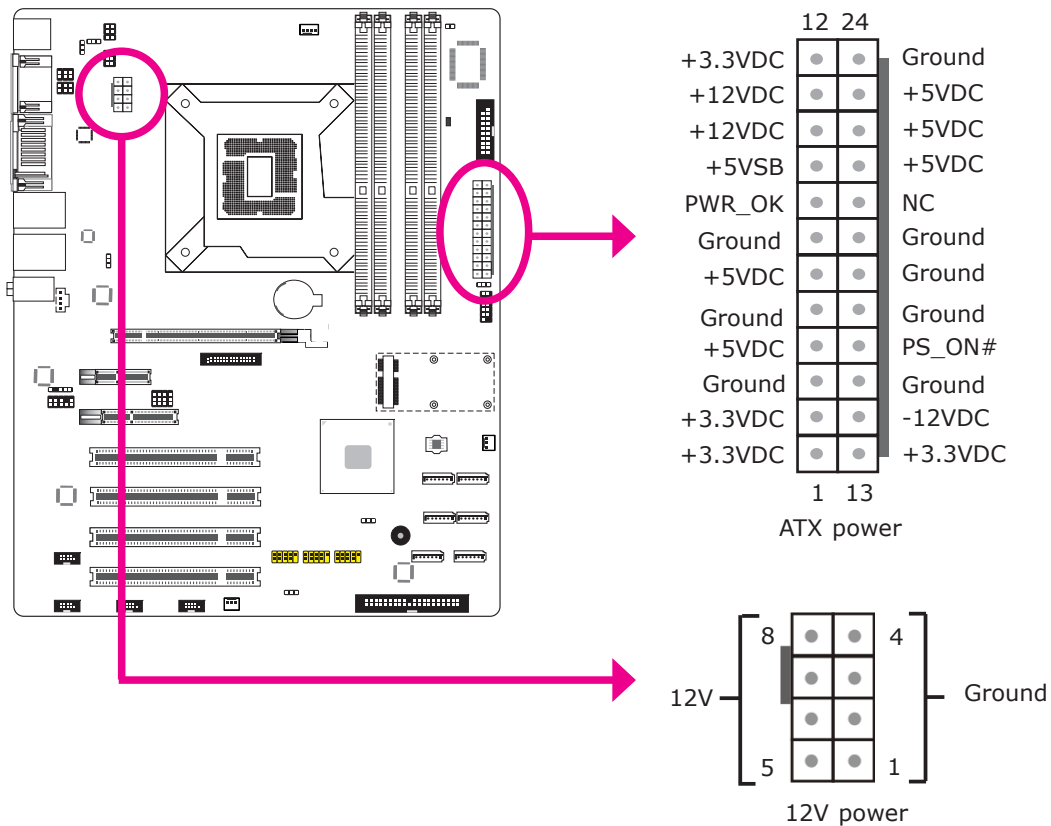 12 24
+3.3VDC Ground
+12VDC +5VDC
+12VDC +5VDC
+5VSB +5VDC
PWR_OK NC
Ground Ground
+5VDC Ground
Ground Ground
+5VDC PS_ON#
Ground Ground
+3.3VDC -12VDC
+3.3VDC +3.3VDC
1 13
ATX power
8 4
12V Ground
5 1
12V power